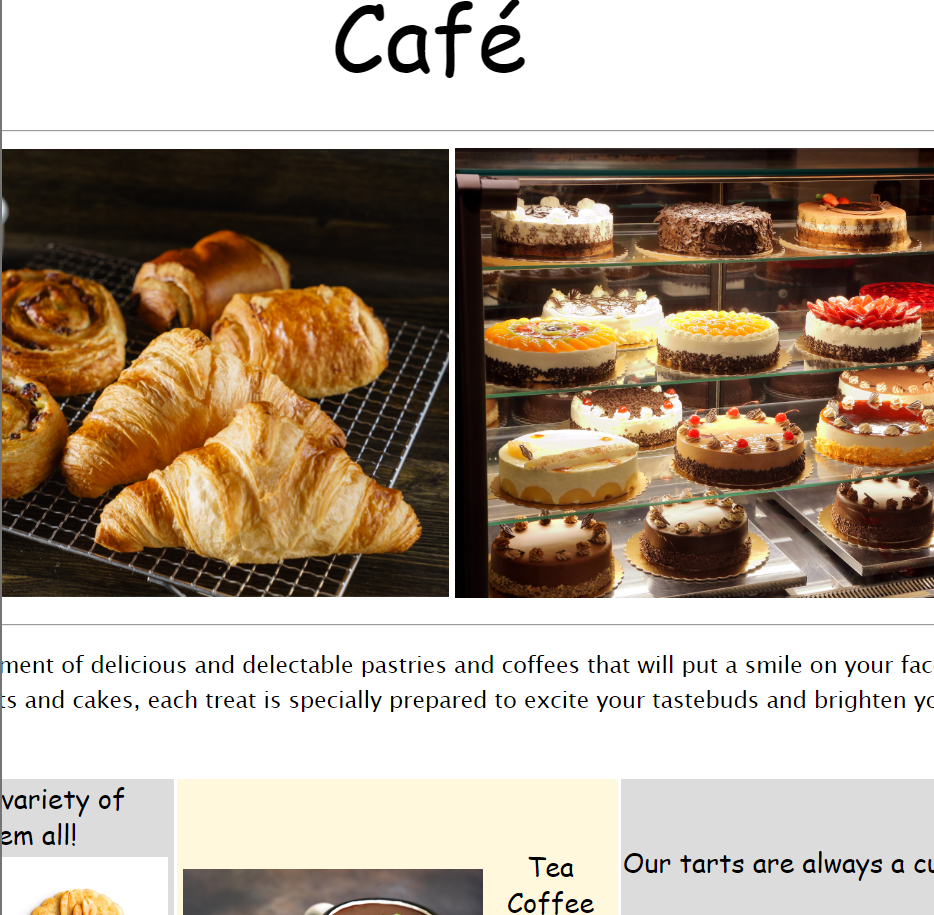 Café
ment of delicious and delectable pastries and coffees that will put a smile on your fac
ts and cakes, each treat is specially prepared to excite your tastebuds and brighten yo
variety of
em all!
Tea
Coffee
Our tarts are always a cu